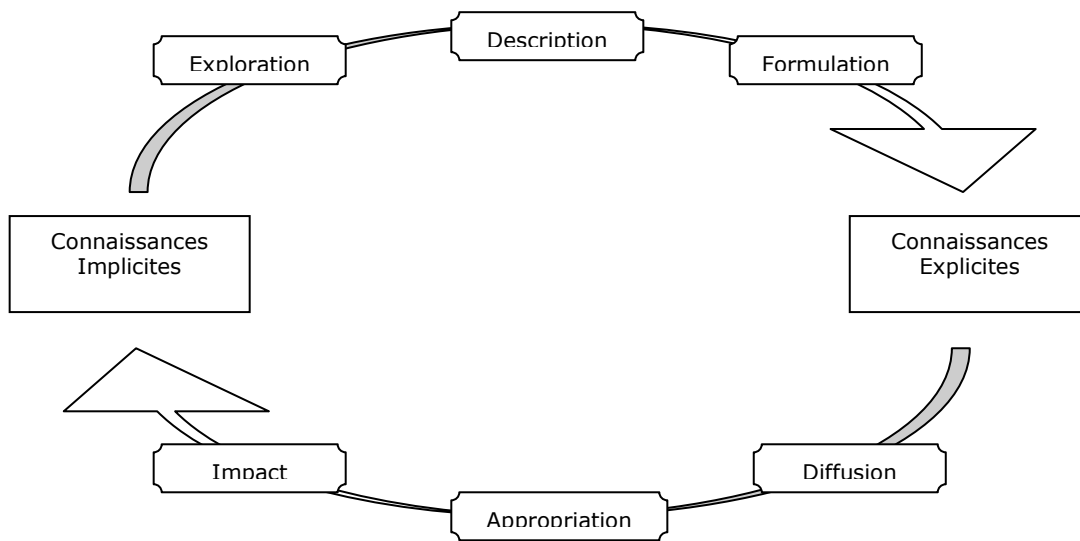 Description
Exploration
Formulation
Connaissances
Implicites
Connaissances
Explicites
Impact
Diffusion
Appropriation